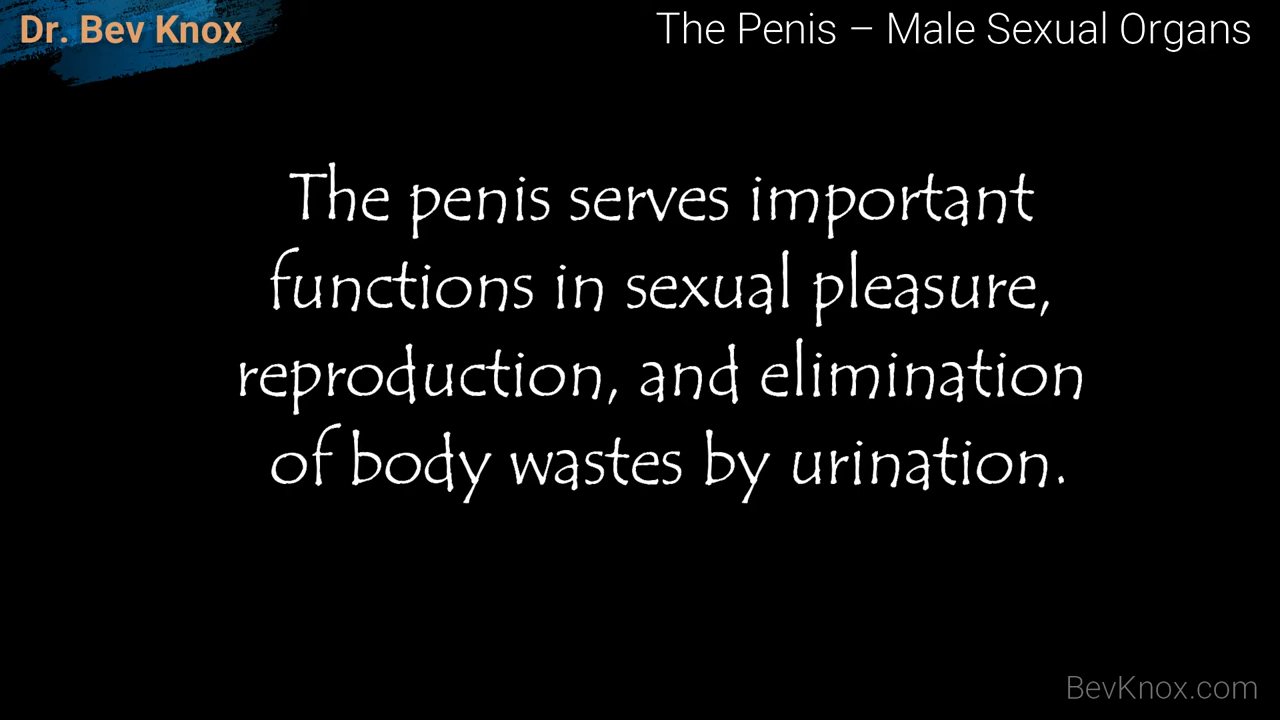 Dr. Bev Knox
The Penis – Male Sexual Organs
The penis serves important
functions in sexual pleasure,
reproduction, and elimination
of body wastes by urination.
BevKnox.com